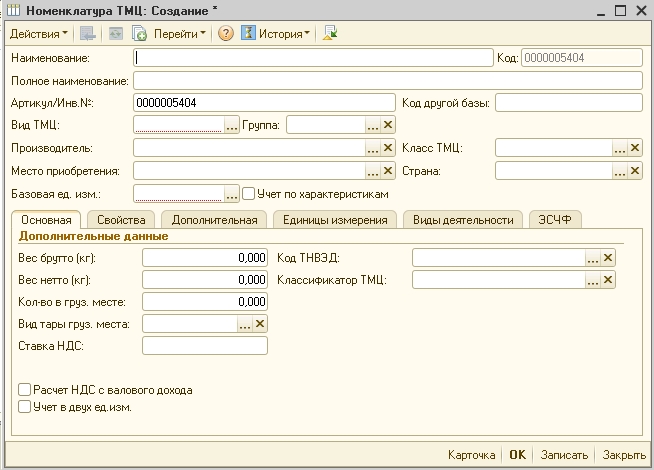 Номенклатура ТМЦ: Создание *
Действия Перейти ? История
Наименование: Код: 0000005404
Полное наименование:
Артикул/Инв.№: 0000005404 Код другой базы:
Вид ТМЦ: ... Группа: ... ×
Производитель: ... × Класс ТМЦ: ... ×
Место приобретения: ... × Страна: ... ×
Базовая ед. изм.: ... Учет по характеристикам
Основная Свойства Дополнительная Единицы измерения Виды деятельности ЭСЧФ
Дополнительные данные
Вес брутто (кг): 0,000 Код ТНВЭД: ... ×
Вес нетто (кг): 0,000 Классификатор ТМЦ: ... ×
Кол-во в груз. месте: 0,000
Вид тары груз. места: ... ×
Ставка НДС:
Расчет НДС с валового дохода
Учет в двух ед.изм.
Карточка OK Записать Закрыть